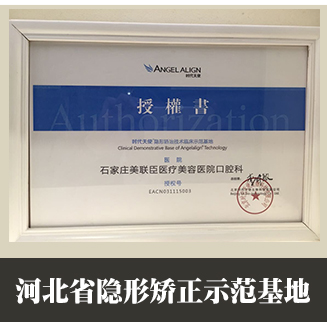 ANGELALIGN
时代天使
Authorization
授權書
时代天使®隐形矫治技术临床示范基地
Clinical Demonstrative Base of Angelalign® Technology
医 院
石家庄美联臣医疗美容医院口腔科
授权号
EACN031115003
河北省隐形矫正示范基地